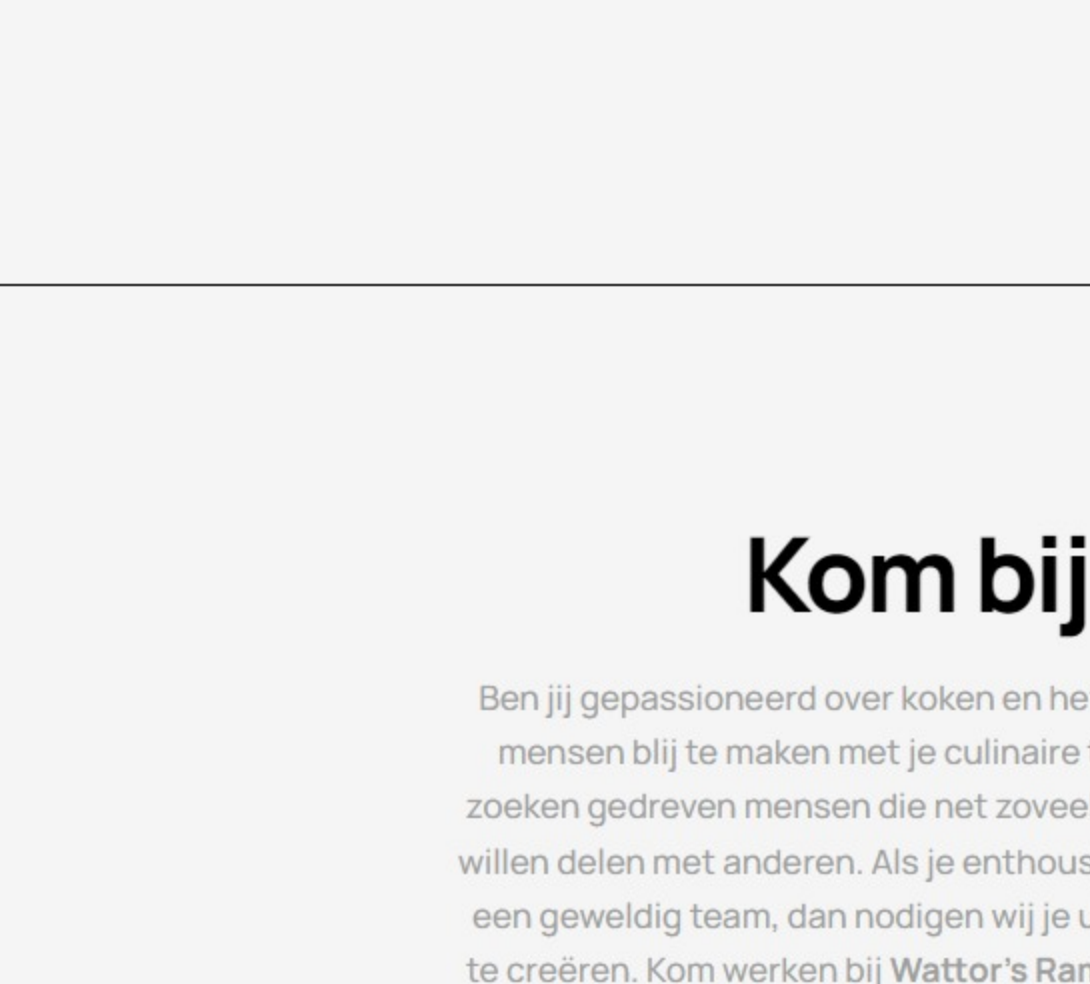 Kom bij
Ben jij gepassioneerd over koken en he
mensen blij te maken met je culinaire
zoeken gedreven mensen die net zovee
willen delen met anderen. Als je enthous
een geweldig team, dan nodigen wij je u
te creëren. Kom werken bij Wattor's Ran